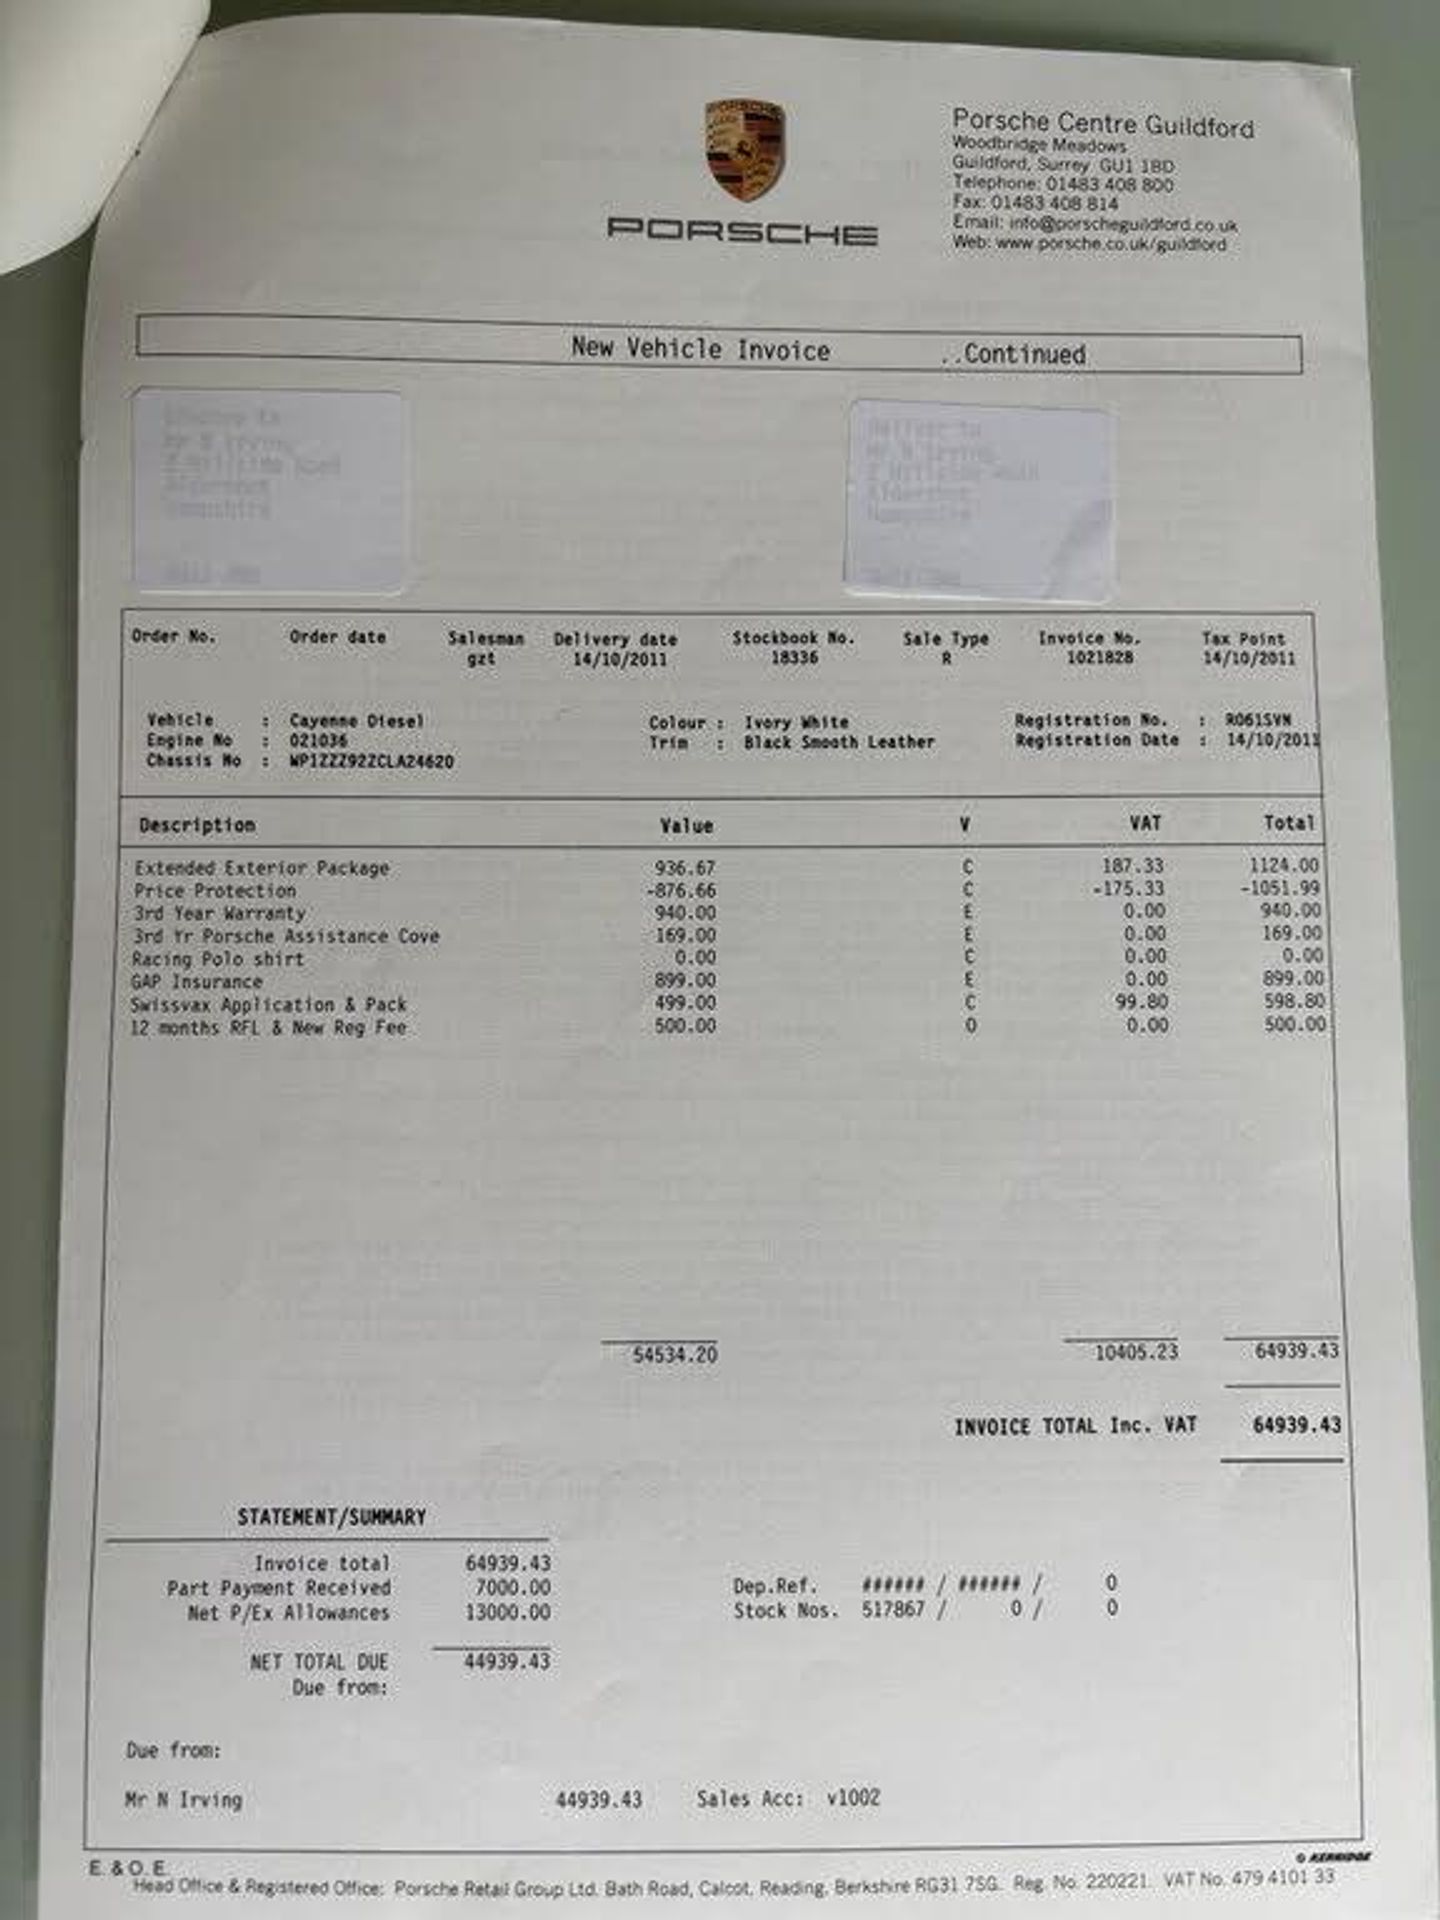 PORSCHE
PORSCHE
Porsche Centre Guildford
Woodbridge Meadows
Guildford, Surrey GU1 1BD
Telephone: 01483 408 800
Fax: 01483 408 814
Email: info@porscheguildford.co.uk
Web: www.porsche.co.uk/guildford
New Vehicle Invoice ..Continued
Order No. Order date Salesman Delivery date Stockbook No. Sale Type Invoice No. Tax Point
gzt 14/10/2011 18336 R 1021828 14/10/2011
Vehicle : Cayenne Diesel Colour : Ivory White Registration No. : RO61SVN
Engine No : 021036 Trim : Black Smooth Leather Registration Date : 14/10/2011
Chassis No : WP1ZZZ92ZCLA24620
Description Value V VAT Total
Extended Exterior Package 936.67 C 187.33 1124.00
Price Protection -876.66 C -175.33 -1051.99
3rd Year Warranty 940.00 E 0.00 940.00
3rd Yr Porsche Assistance Cove 169.00 E 0.00 169.00
Racing Polo shirt 0.00 C 0.00 0.00
GAP Insurance 899.00 E 0.00 899.00
Swissvax Application & Pack 499.00 C 99.80 598.80
12 months RFL & New Reg Fee 500.00 O 0.00 500.00
54534.20 10405.23 64939.43
INVOICE TOTAL Inc. VAT 64939.43
STATEMENT/SUMMARY
Invoice total 64939.43
Part Payment Received 7000.00
Net P/Ex Allowances 13000.00
Dep.Ref. ###### / ###### / 0
Stock Nos. 517867 / 0 / 0
NET TOTAL DUE 44939.43
Due from:
Due from:
Mr N Irving 44939.43 Sales Acc: v1002
E. & O. E.
© KERRIDGE
Head Office & Registered Office: Porsche Retail Group Ltd. Bath Road, Calcot, Reading, Berkshire RG31 7SG. Reg. No. 220221. VAT No. 479 4101 33